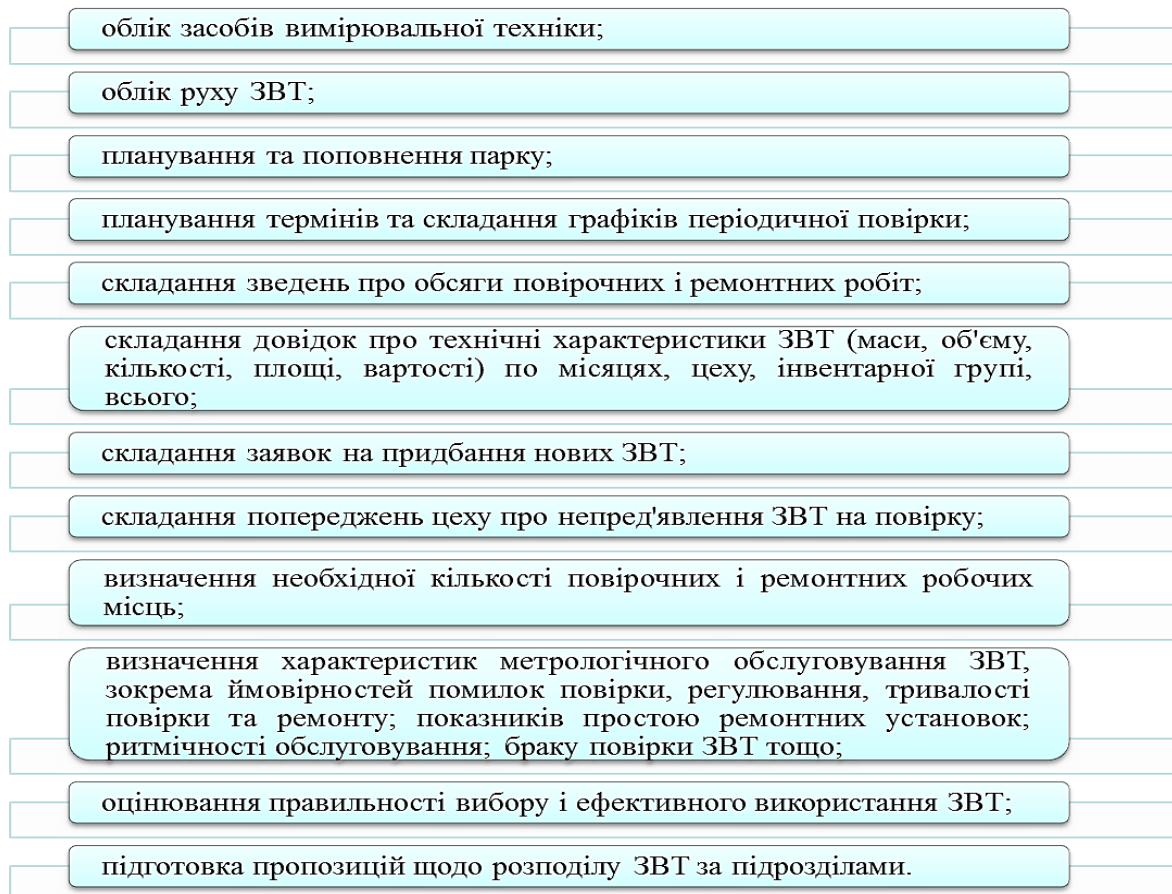 облік засобів вимірювальної техніки;
облік руху ЗВТ;
планування та поповнення парку;
планування термінів та складання графіків періодичної повірки;
складання зведень про обсяги повірочних і ремонтних робіт;
складання довідок про технічні характеристики ЗВТ (маси, об'єму,
кількості, площі, вартості) по місяцях, цеху, інвентарної групі,
всього;
складання заявок на придбання нових ЗВТ;
складання попереджень цеху про непред'явлення ЗВТ на повірку;
визначення необхідної кількості повірочних і ремонтних робочих
місць;
визначення характеристик метрологічного обслуговування ЗВТ,
зокрема ймовірностей помилок повірки, регулювання, тривалості
повірки та ремонту; показників простою ремонтних установок;
ритмічності обслуговування; браку повірки ЗВТ тощо;
оцінювання правильності вибору і ефективного використання ЗВТ;
підготовка пропозицій щодо розподілу ЗВТ за підрозділами.